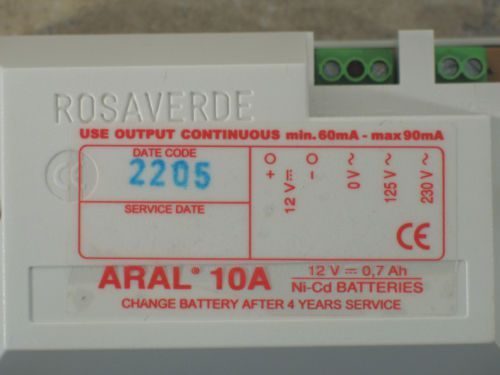 ROSAVERDE
USE OUTPUT CONTINUOUS min.60mA - max 90mA
DATE CODE
2205
SERVICE DATE
+ 12 V - 0 V ~ 125 V ~ 230 V ~
CE
ARAL® 10A
12 V 0,7 Ah
Ni-Cd BATTERIES
CHANGE BATTERY AFTER 4 YEARS SERVICE